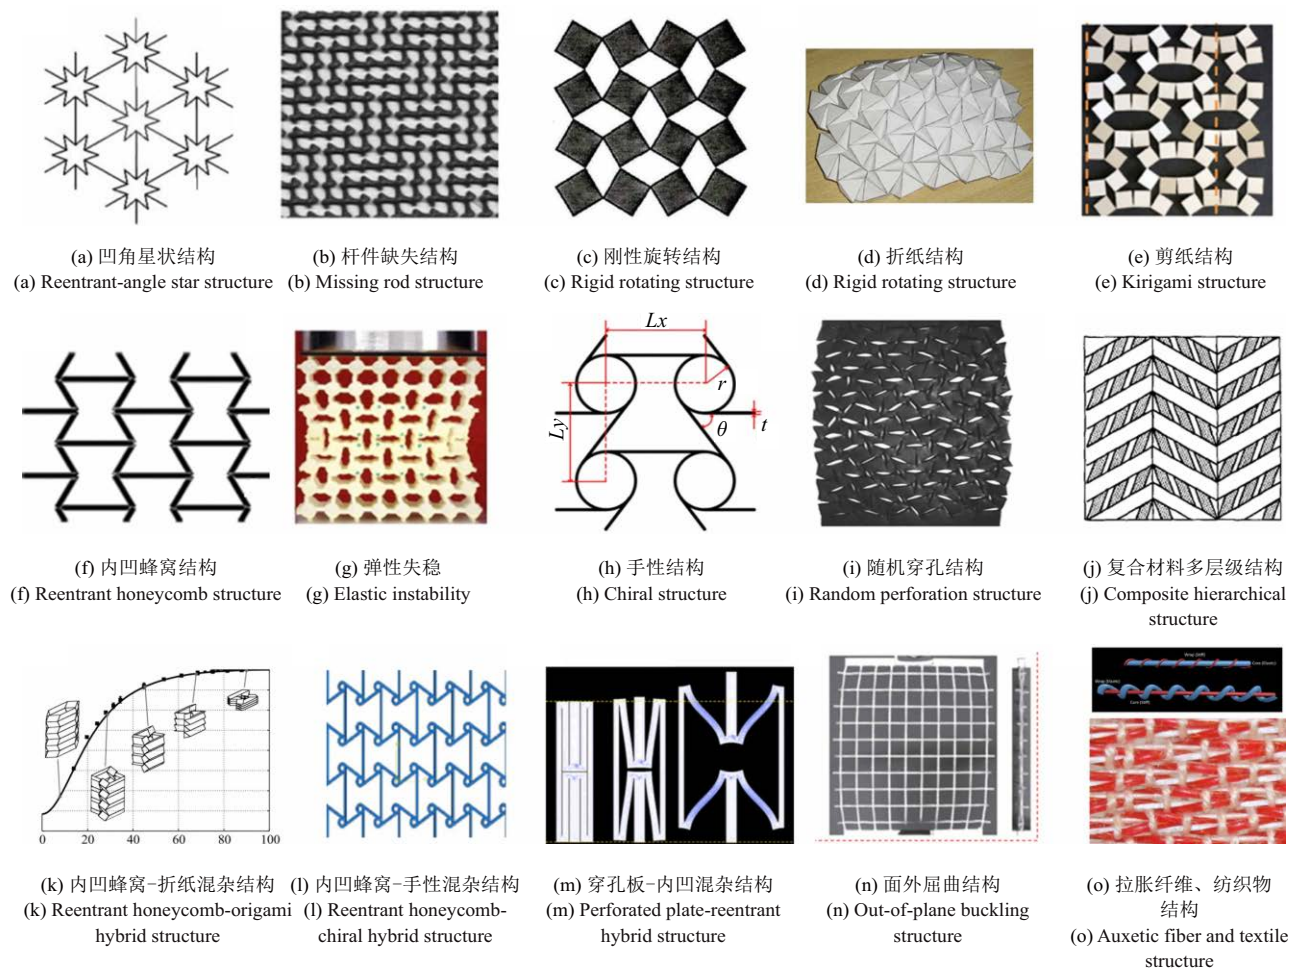 (a) 凹角星状结构
(a) Reentrant-angle star structure
(b) 杆件缺失结构
(b) Missing rod structure
(c) 刚性旋转结构
(c) Rigid rotating structure
(d) 折纸结构
(d) Rigid rotating structure
(e) 剪纸结构
(e) Kirigami structure
Lx
r
Ly
θ
t
(f) 内凹蜂窝结构
(f) Reentrant honeycomb structure
(g) 弹性失稳
(g) Elastic instability
(h) 手性结构
(h) Chiral structure
(i) 随机穿孔结构
(i) Random perforation structure
(j) 复合材料多层级结构
(j) Composite hierarchical
structure
0 20 40 60 80 100
Wrap (Stiff)
Core (Elastic)
Wrap (Elastic)
Core (Stiff)
(k) 内凹蜂窝-折纸混杂结构
(k) Reentrant honeycomb-origami
hybrid structure
(l) 内凹蜂窝-手性混杂结构
(l) Reentrant honeycomb-
chiral hybrid structure
(m) 穿孔板-内凹混杂结构
(m) Perforated plate-reentrant
hybrid structure
(n) 面外屈曲结构
(n) Out-of-plane buckling
structure
(o) 拉胀纤维、纺织物
结构
(o) Auxetic fiber and textile
structure